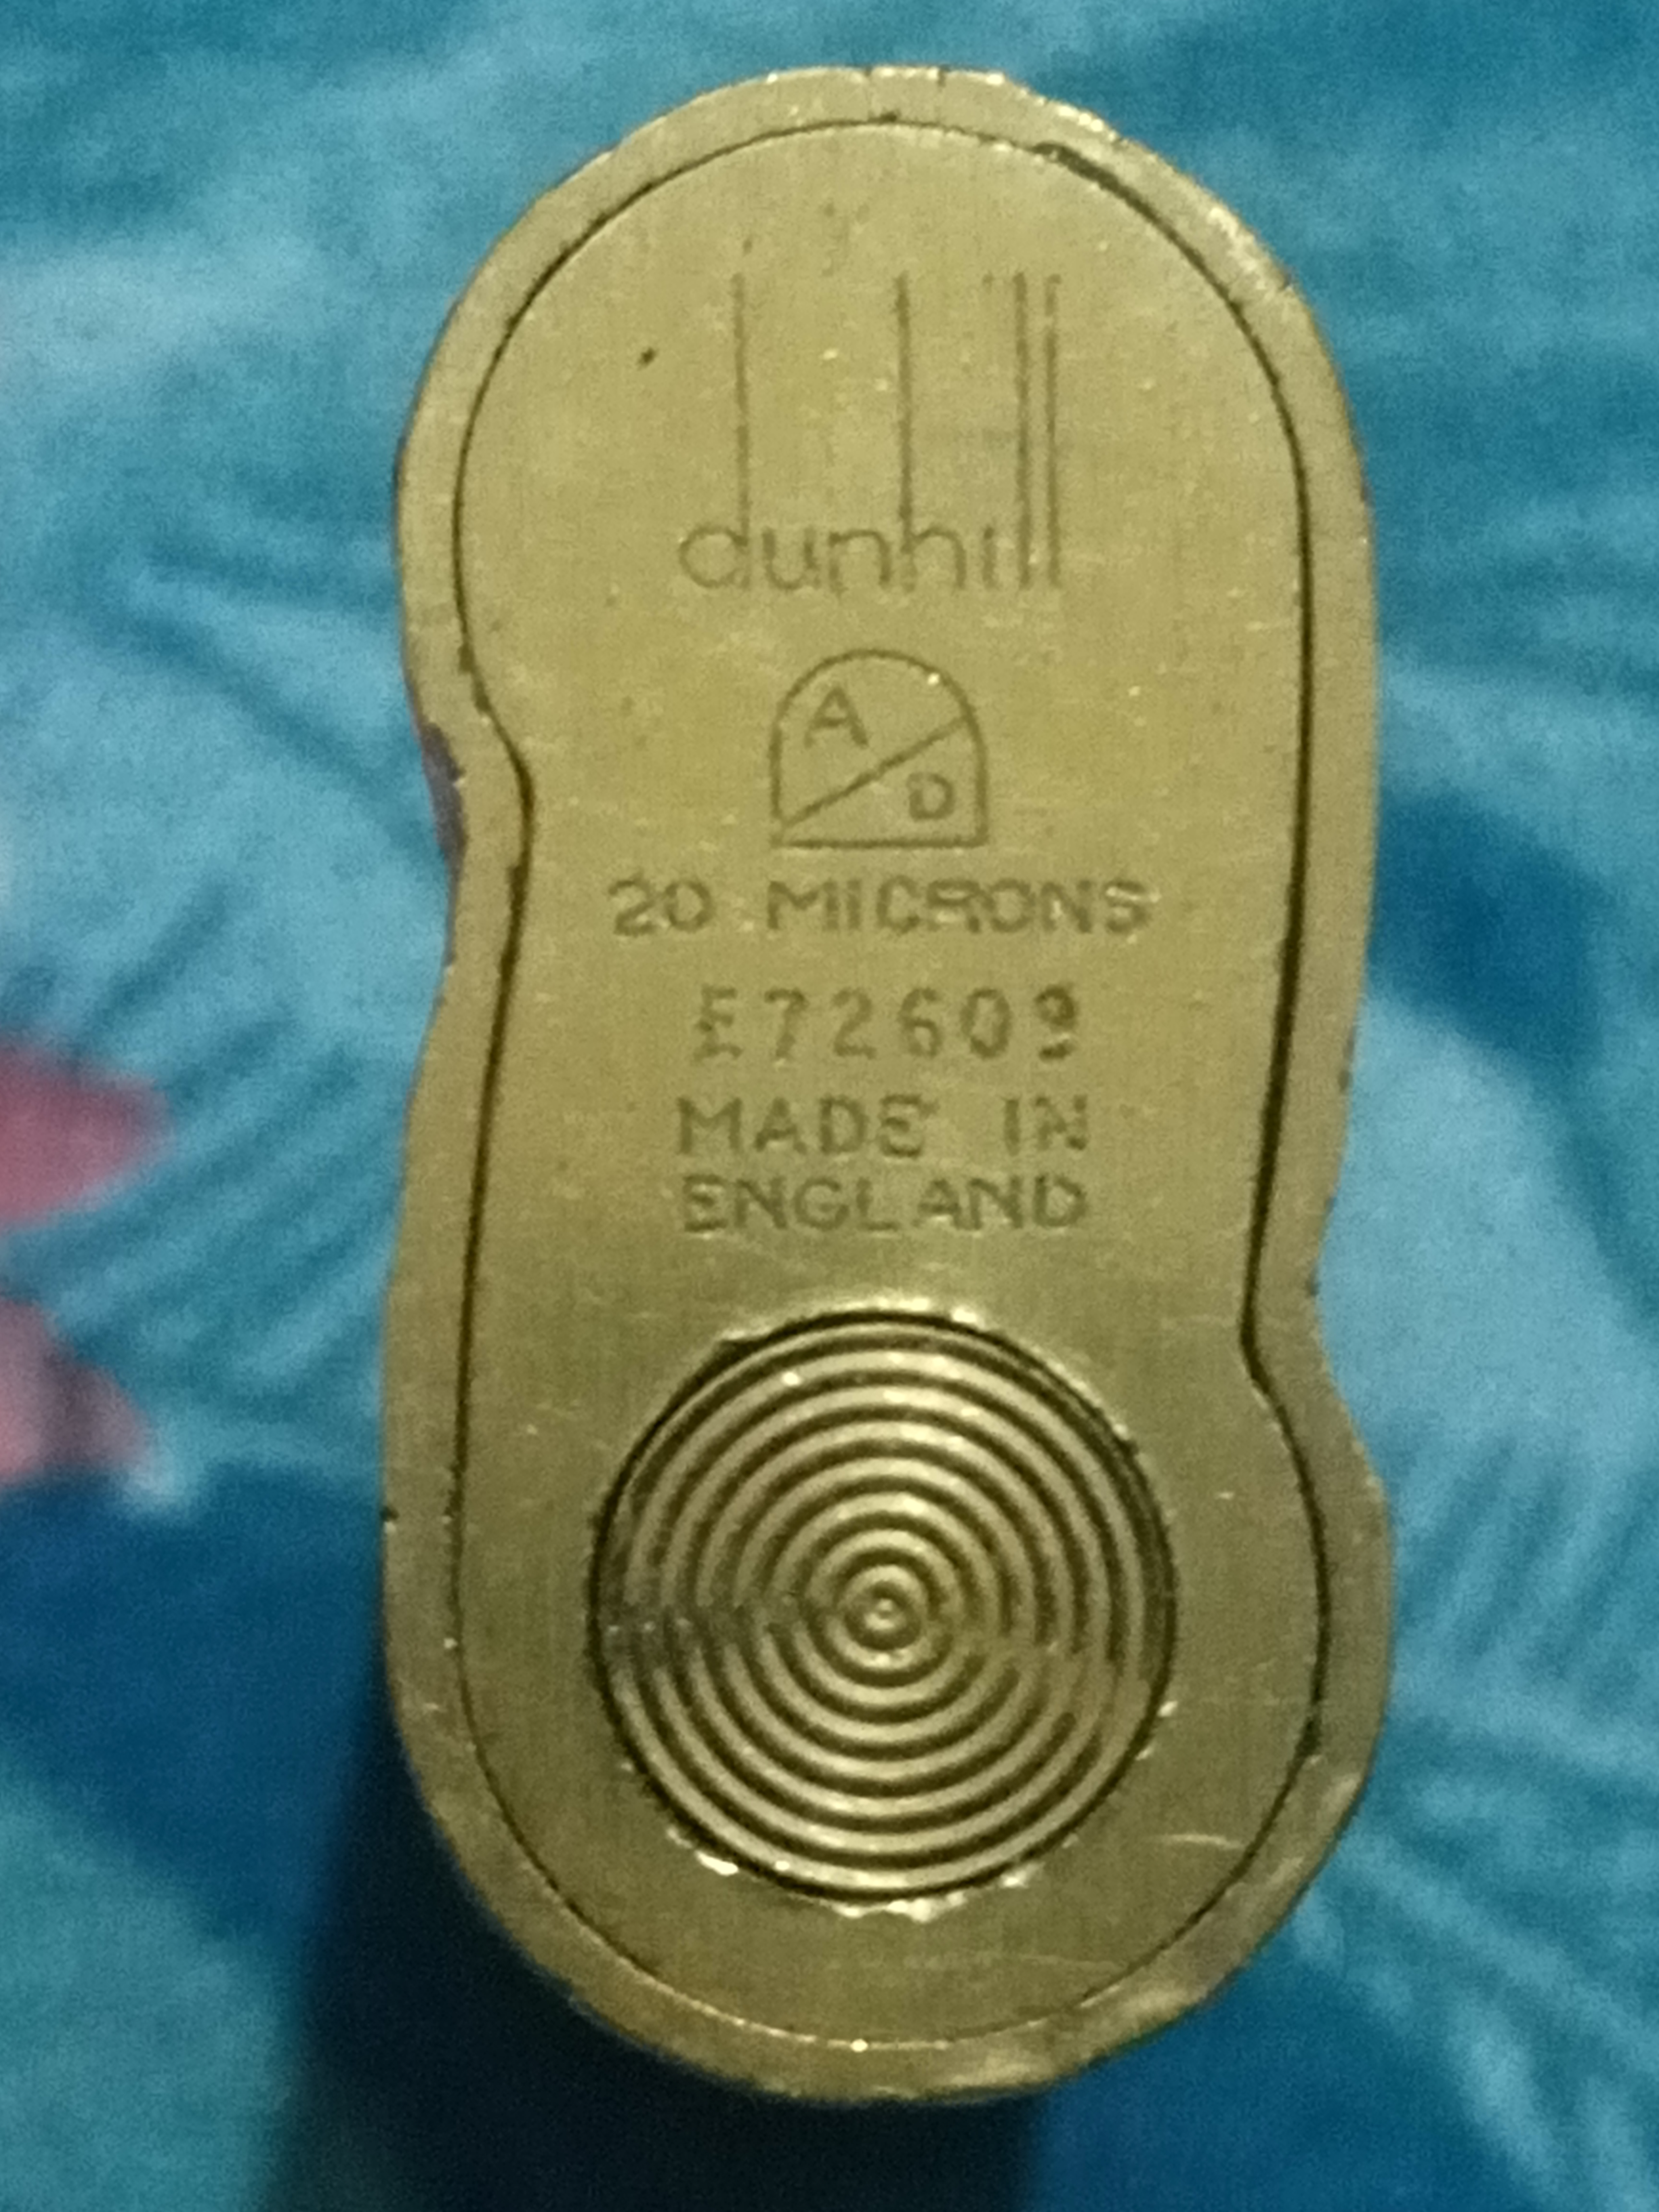 dunhill
A
D
20 MICRONS
E72609
MADE IN
ENGLAND